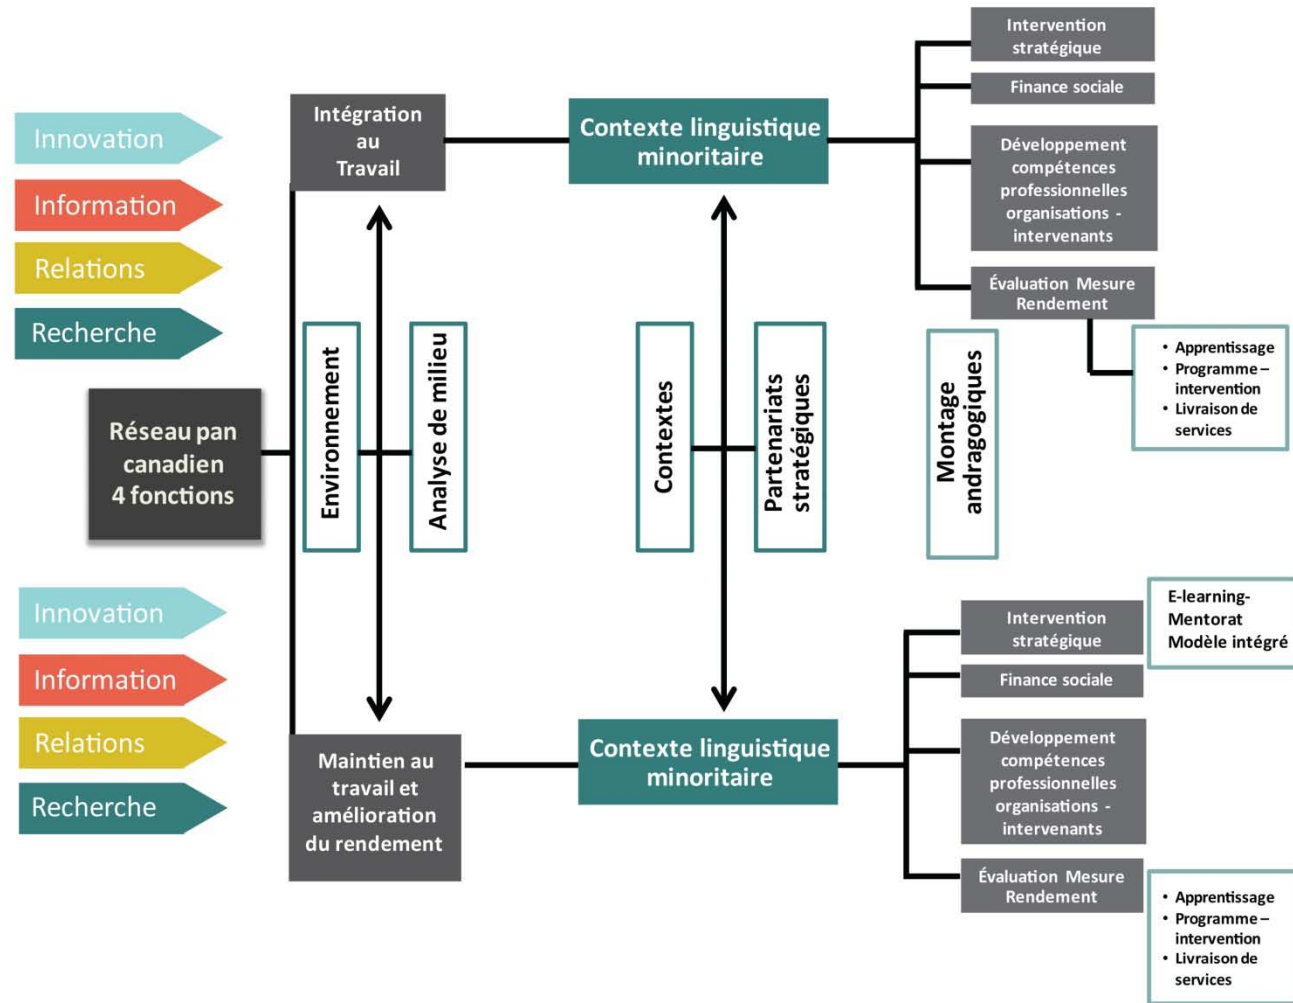 Innovation
Information
Relations
Recherche
Réseau pan
canadien
4 fonctions
Innovation
Information
Relations
Recherche
Intégration
au
Travail
Environnement
Analyse de milieu
Maintien au
travail et
amélioration
du rendement
Contexte linguistique
minoritaire
Contextes
Partenariats
stratégiques
Contexte linguistique
minoritaire
Intervention
stratégique
Finance sociale
Développement
compétences
professionnelles
organisations -
intervenants
Évaluation Mesure
Rendement
• Apprentissage
• Programme –
intervention
• Livraison de
services
Montage
andragogiques
Intervention
stratégique
E-learning-
Mentorat
Modèle intégré
Finance sociale
Développement
compétences
professionnelles
organisations -
intervenants
Évaluation Mesure
Rendement
• Apprentissage
• Programme –
intervention
• Livraison de
services